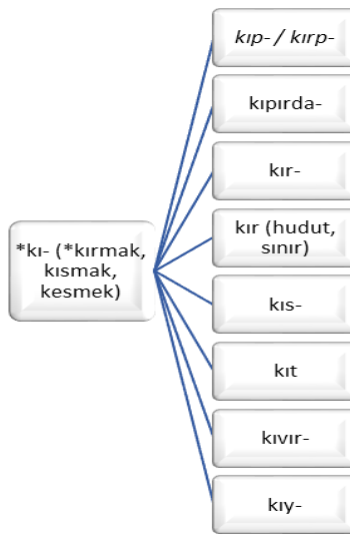 *kı- (*kırmak,
kısmak,
kesmek)
kıp- / kırp-
kıpırda-
kır-
kır (hudut,
sınır)
kıs-
kıt
kıvır-
kıy-